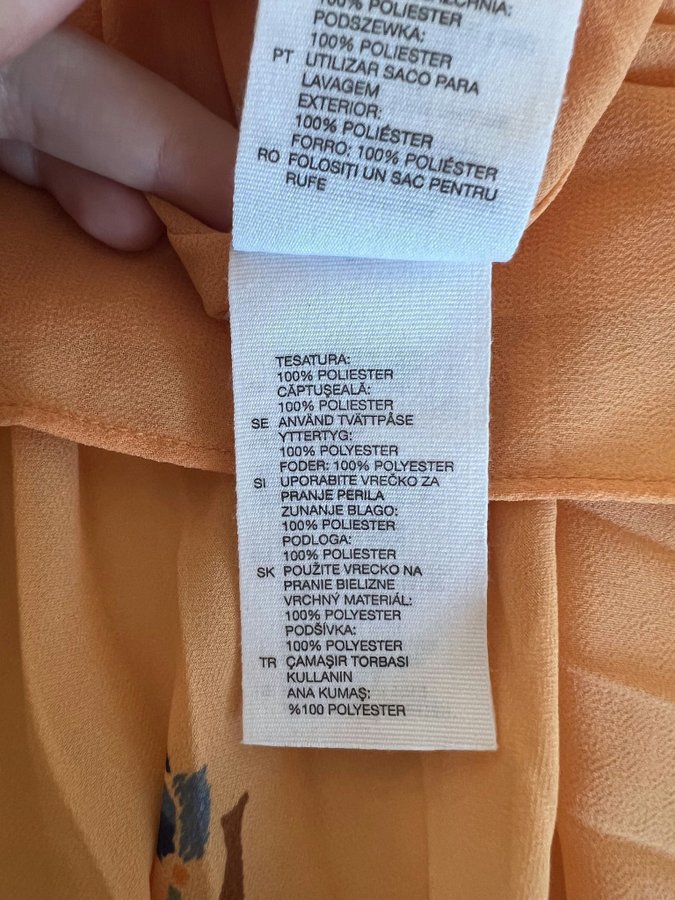 100% POLIESTER
PODSZEWKA:
100% POLIESTER
PT UTILIZAR SACO PARA
LAVAGEM
EXTERIOR:
100% POLIÉSTER
FORRO: 100% POLIÉSTER
RO FOLOSIŢI UN SAC PENTRU
RUFE
TESATURA:
100% POLIESTER
CĂPTUŞEALĂ:
100% POLIESTER
SE ANVÄND TVÄTTPÅSE
YTTERTYG:
100% POLYESTER
FODER: 100% POLYESTER
SI UPORABITE VREČKO ZA
PRANJE PERILA
ZUNANJE BLAGO:
100% POLIESTER
PODLOGA:
100% POLIESTER
SK POUŽITE VRECKO NA
PRANIE BIELIZNE
VRCHNÝ MATERIÁL:
100% POLYESTER
PODŠÍVKA:
100% POLYESTER
TR ÇAMAŞIR TORBASI
KULLANIN
ANA KUMAŞ:
%100 POLYESTER